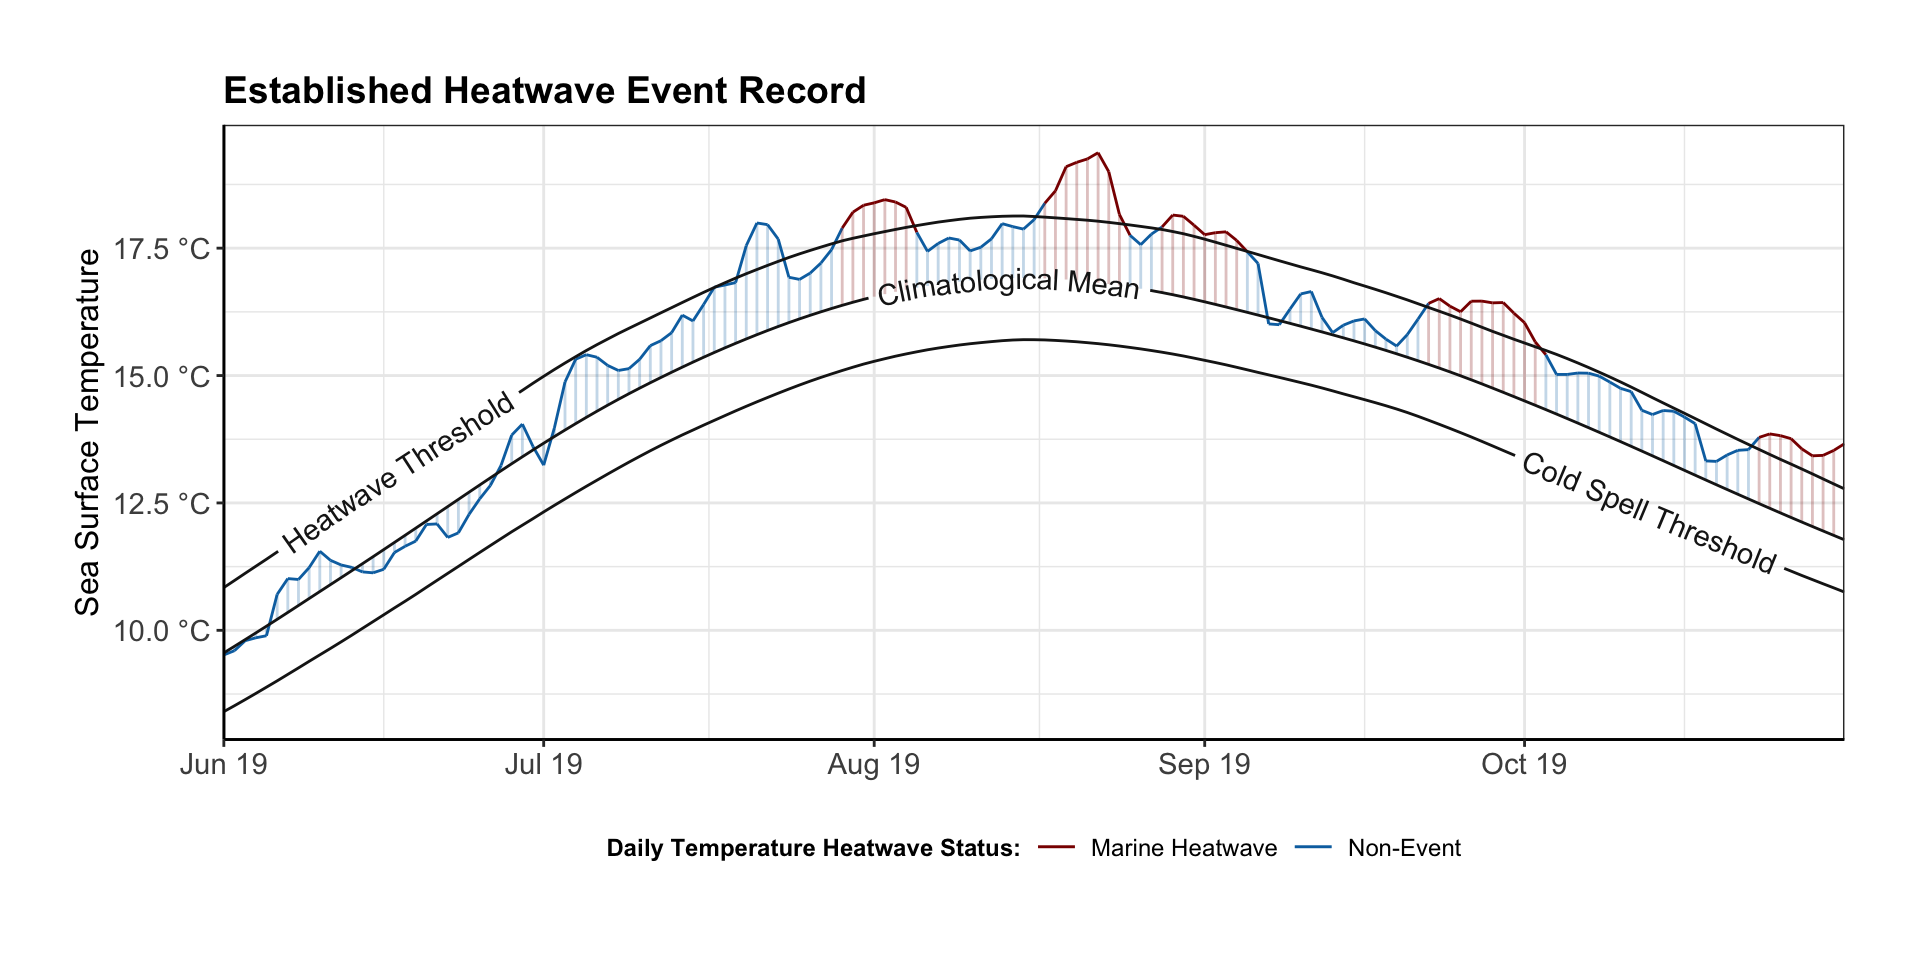 Established Heatwave Event Record
Sea Surface Temperature
17.5 °C
15.0 °C
12.5 °C
10.0 °C
Heatwave Threshold
Climatological Mean
Cold Spell Threshold
Jun 19
Jul 19
Aug 19
Sep 19
Oct 19
Daily Temperature Heatwave Status: Marine Heatwave Non-Event